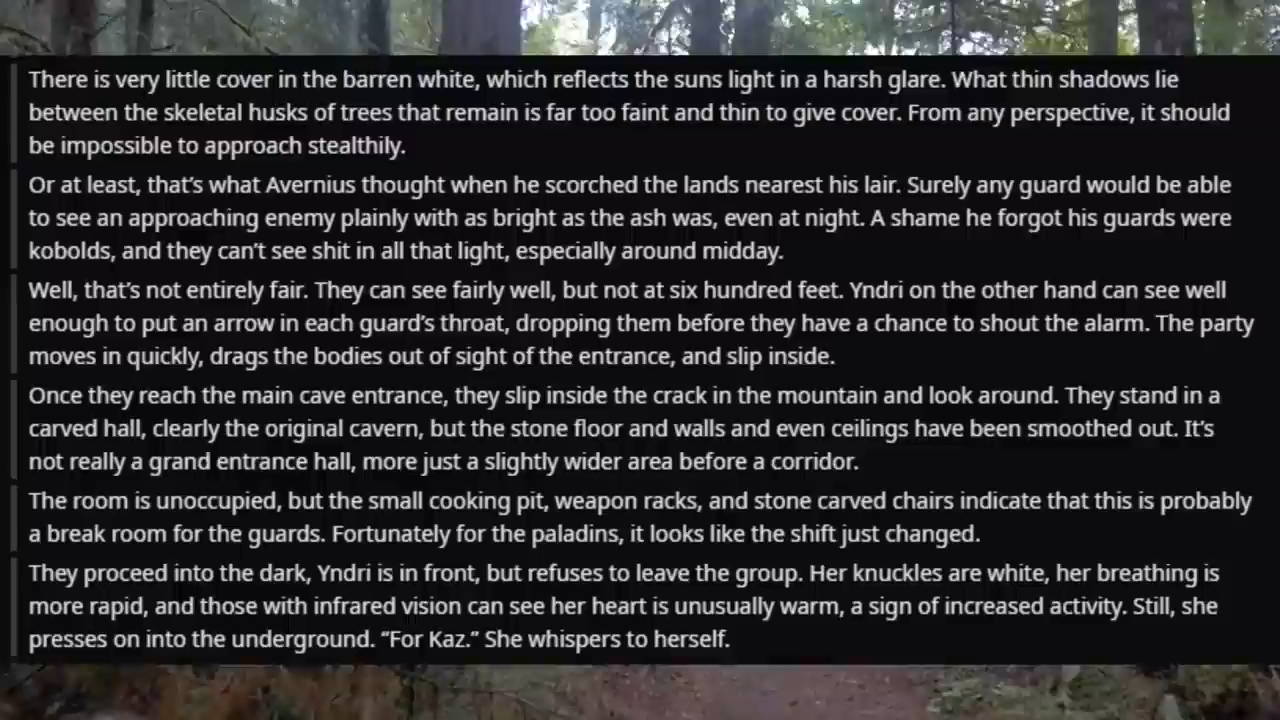 There is very little cover in the barren white, which reflects the suns light in a harsh glare. What thin shadows lie
between the skeletal husks of trees that remain is far too faint and thin to give cover. From any perspective, it should
be impossible to approach stealthily.
Or at least, that’s what Avernius thought when he scorched the lands nearest his lair. Surely any guard would be able
to see an approaching enemy plainly with as bright as the ash was, even at night. A shame he forgot his guards were
kobolds, and they can’t see shit in all that light, especially around midday.
Well, that’s not entirely fair. They can see fairly well, but not at six hundred feet. Yndri on the other hand can see well
enough to put an arrow in each guard’s throat, dropping them before they have a chance to shout the alarm. The party
moves in quickly, drags the bodies out of sight of the entrance, and slip inside.
Once they reach the main cave entrance, they slip inside the crack in the mountain and look around. They stand in a
carved hall, clearly the original cavern, but the stone floor and walls and even ceilings have been smoothed out. It’s
not really a grand entrance hall, more just a slightly wider area before a corridor.
The room is unoccupied, but the small cooking pit, weapon racks, and stone carved chairs indicate that this is probably
a break room for the guards. Fortunately for the paladins, it looks like the shift just changed.
They proceed into the dark, Yndri is in front, but refuses to leave the group. Her knuckles are white, her breathing is
more rapid, and those with infrared vision can see her heart is unusually warm, a sign of increased activity. Still, she
presses on into the underground. “For Kaz.” She whispers to herself.